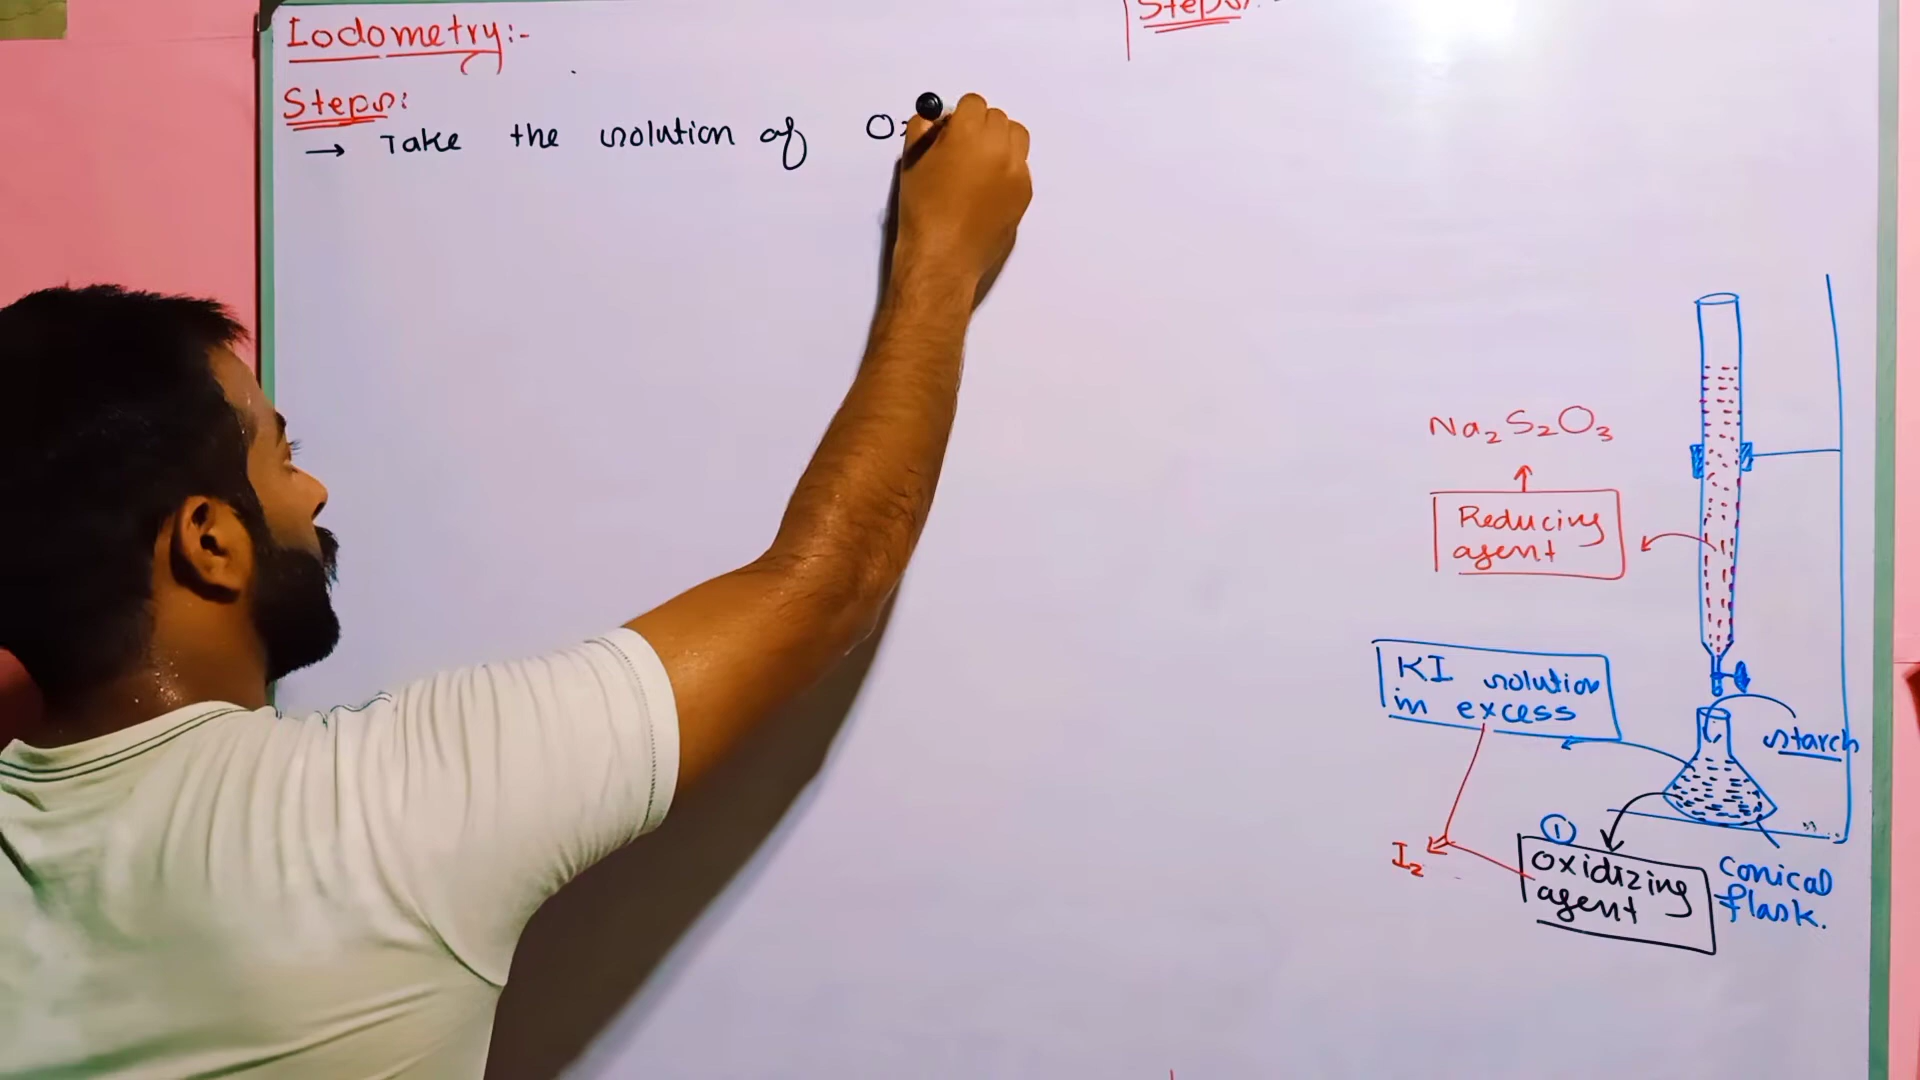 Iodometry:-
Steps:
→ Take the solution of
Steps:
Na₂S₂O₃
Reducing
agent
KI solution
in excess
starch
I₂
①
oxidizing
agent
conical
flask.